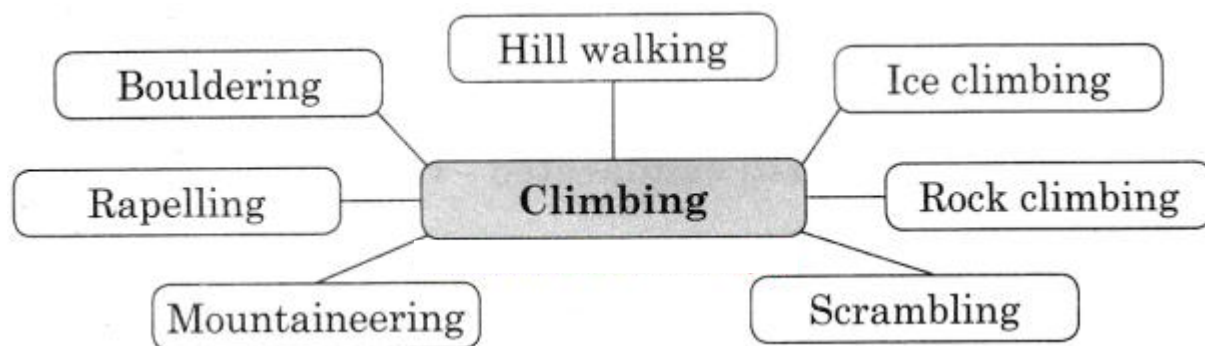 Hill walking
Bouldering
Ice climbing
Rapelling
Climbing
Rock climbing
Mountaineering
Scrambling